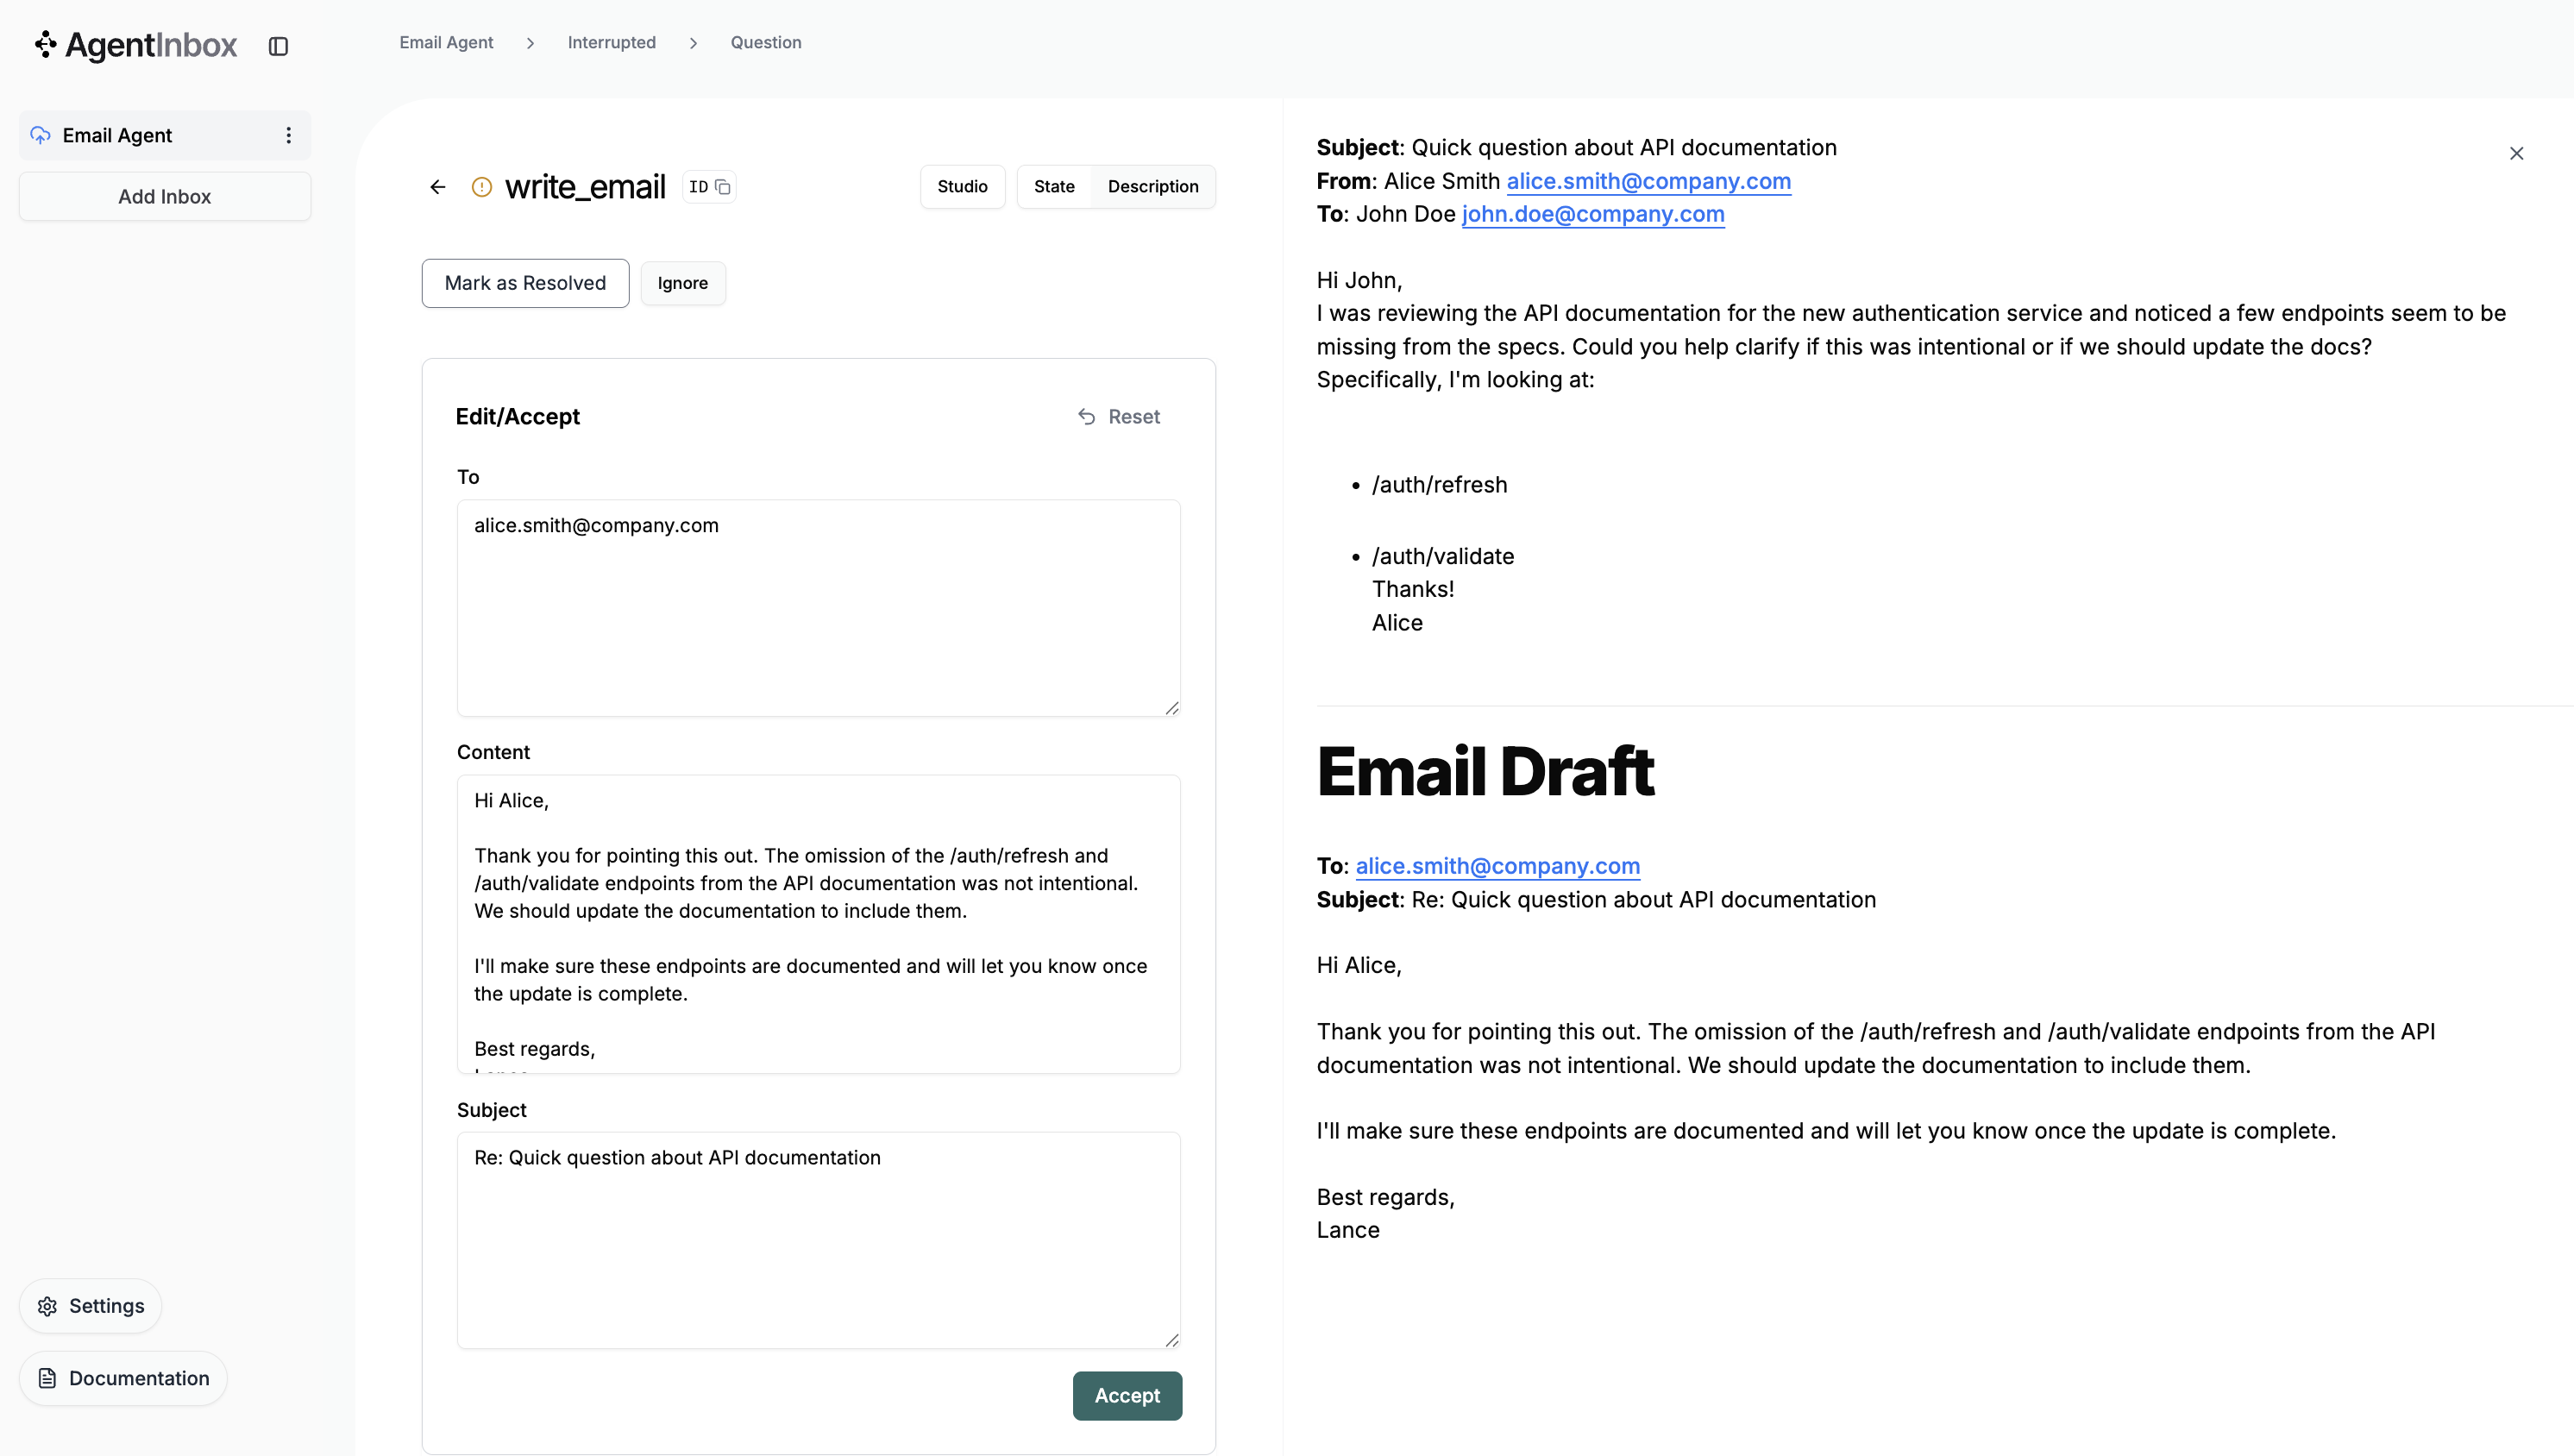 AgentInbox
Email Agent
Add Inbox
Settings
Documentation
Email Agent > Interrupted > Question
write_email
ID
Studio
State
Description
Mark as Resolved
Ignore
Edit/Accept
Reset
To
alice.smith@company.com
Content
Hi Alice,
Thank you for pointing this out. The omission of the /auth/refresh and
/auth/validate endpoints from the API documentation was not intentional.
We should update the documentation to include them.
I'll make sure these endpoints are documented and will let you know once
the update is complete.
Best regards,
Subject
Re: Quick question about API documentation
Accept
Subject: Quick question about API documentation
From: Alice Smith alice.smith@company.com
To: John Doe john.doe@company.com
Hi John,
I was reviewing the API documentation for the new authentication service and noticed a few endpoints seem to be
missing from the specs. Could you help clarify if this was intentional or if we should update the docs?
Specifically, I'm looking at:
• /auth/refresh
• /auth/validate
Thanks!
Alice
Email Draft
To: alice.smith@company.com
Subject: Re: Quick question about API documentation
Hi Alice,
Thank you for pointing this out. The omission of the /auth/refresh and /auth/validate endpoints from the API
documentation was not intentional. We should update the documentation to include them.
I'll make sure these endpoints are documented and will let you know once the update is complete.
Best regards,
Lance